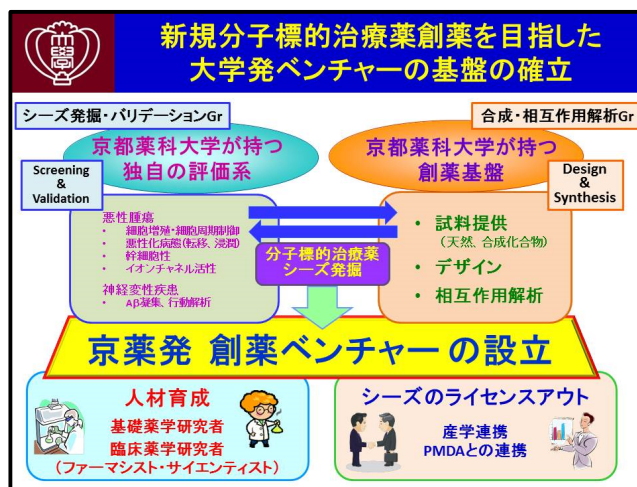 新規分子標的治療薬創薬を目指した
大学発ベンチャーの基盤の確立
シーズ発掘・バリデーションGr
合成・相互作用解析Gr
京都薬科大学が持つ
独自の評価系
京都薬科大学が持つ
創薬基盤
Screening
&
Validation
Design
&
Synthesis
悪性腫瘍
• 細胞増殖・細胞周期制御
• 悪性化病態(転移、浸潤)
• 幹細胞性
• イオンチャネル活性
神経変性疾患
• Aβ凝集、行動解析
分子標的治療薬
シーズ発掘
• 試料提供
(天然、合成化合物)
• デザイン
• 相互作用解析
京薬発 創薬ベンチャーの設立
人材育成
基礎薬学研究者
臨床薬学研究者
(ファーマシスト・サイエンティスト)
シーズのライセンスアウト
産学連携
PMDAとの連携